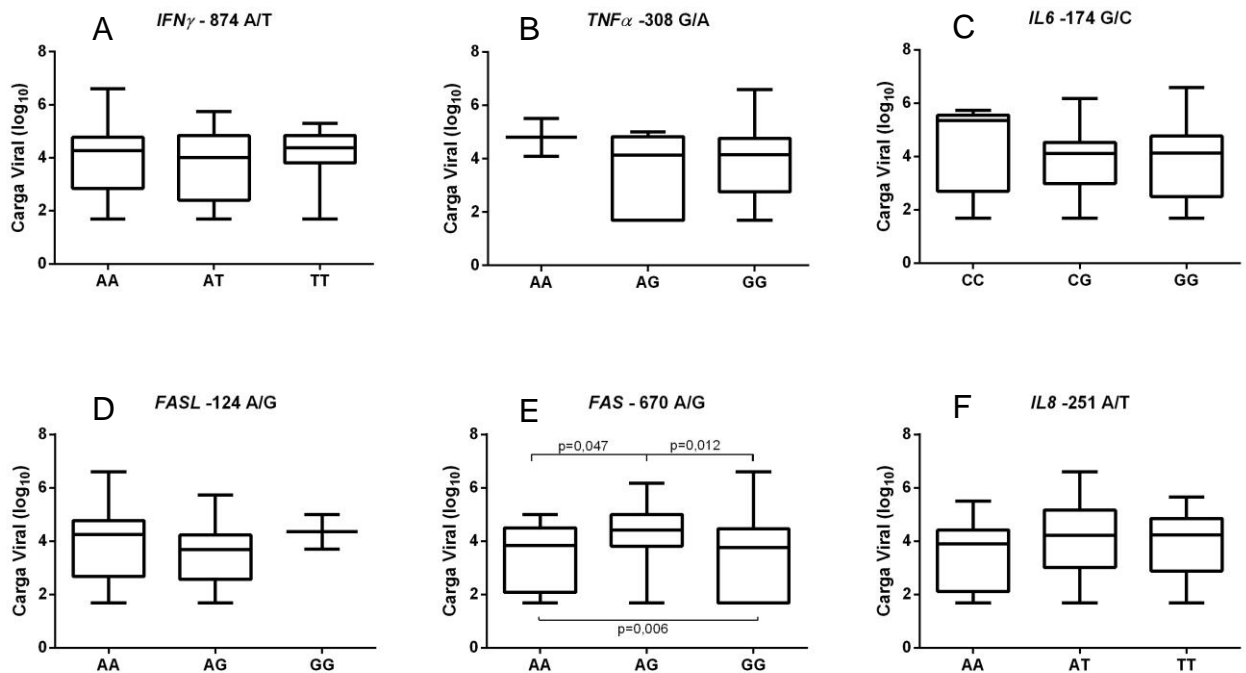 A
IFNγ - 874 A/T
Carga Viral (log10)
8
6
4
2
0
AA AT TT
B
TNFα -308 G/A
Carga Viral (log10)
8
6
4
2
0
AA AG GG
C
IL6 -174 G/C
Carga Viral (log10)
8
6
4
2
0
CC CG GG
D
FASL -124 A/G
Carga Viral (log10)
8
6
4
2
0
AA AG GG
E
FAS - 670 A/G
Carga Viral (log10)
8
6
4
2
0
p=0,047 p=0,012
p=0,006
AA AG GG
F
IL8 -251 A/T
Carga Viral (log10)
8
6
4
2
0
AA AT TT